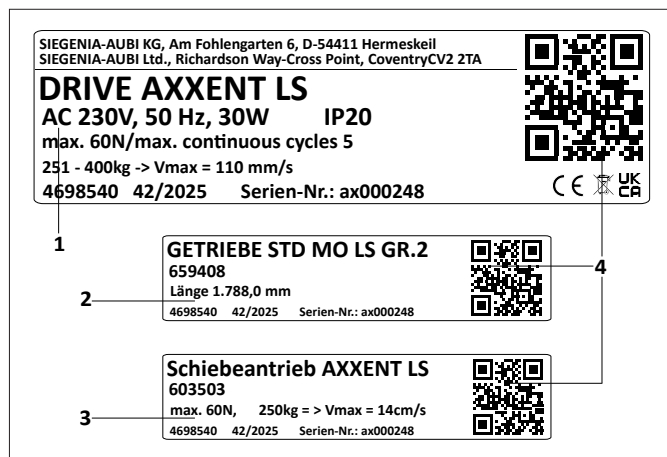 SIEGENIA-AUBI KG, Am Fohlengarten 6, D-54411 Hermeskeil
SIEGENIA-AUBI Ltd., Richardson Way-Cross Point, CoventryCV2 2TA
DRIVE AXXENT LS
AC 230V, 50 Hz, 30W IP20
max. 60N/max. continuous cycles 5
251 - 400kg -> Vmax = 110 mm/s
4698540 42/2025 Serien-Nr.: ax000248
CE UK CA
1
GETRIEBE STD MO LS GR.2
659408
Länge 1.788,0 mm
4698540 42/2025 Serien-Nr.: ax000248
2
4
Schiebeantrieb AXXENT LS
603503
max. 60N, 250kg = > Vmax = 14cm/s
4698540 42/2025 Serien-Nr.: ax000248
3